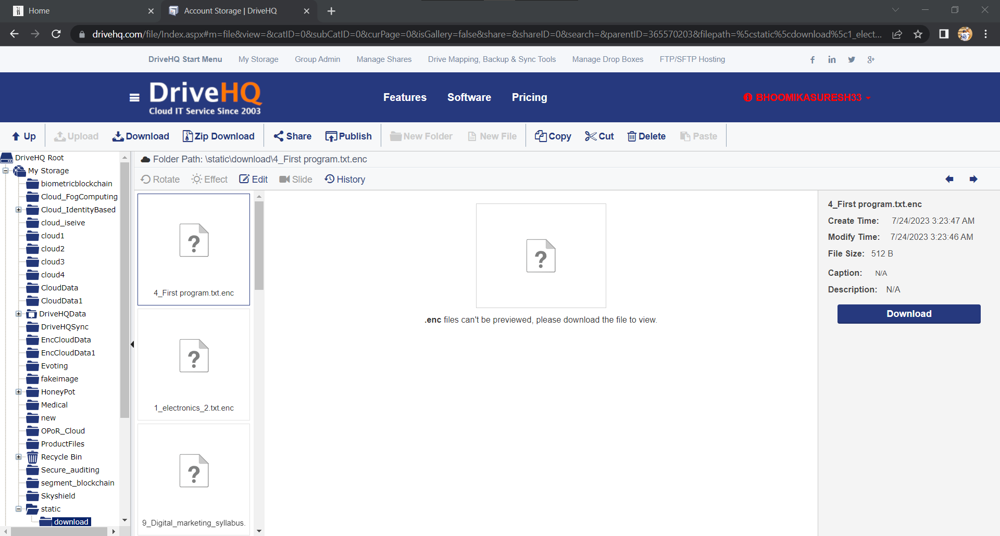 Home
Account Storage | DriveHQ
drivehq.com/file/Index.aspx#m=file&view=&catID=0&subCatID=0&curPage=0&isGallery=false&share=&shareID=0&search=&parentID=365570203&filepath=%5cstatic%5cdownload%5c1_elect...
DriveHQ Start Menu My Storage Group Admin Manage Shares Drive Mapping, Backup & Sync Tools Manage Drop Boxes FTP/SFTP Hosting
DriveHQ
Cloud IT Service Since 2003
Features Software Pricing
BHOOMIKASURESH33
Up Upload Download Zip Download Share Publish New Folder New File Copy Cut Delete Paste
DriveHQ Root
My Storage
biometricblockchain
Cloud_FogComputing
Cloud_IdentityBased
cloud_iseive
cloud1
cloud2
cloud3
cloud4
CloudData
CloudData1
DriveHQData
DriveHQSync
EncCloudData
EncCloudData1
Evoting
fakeimage
HoneyPot
Medical
new
OPoR_Cloud
ProductFiles
Recycle Bin
Secure_auditing
segment_blockchain
Skyshield
static
download
Folder Path: \static\download\4_First program.txt.enc
Rotate Effect Edit Slide History
4_First program.txt.enc
1_electronics_2.txt.enc
9_Digital_marketing_syllabus.
.enc files can't be previewed, please download the file to view.
4_First program.txt.enc
Create Time: 7/24/2023 3:23:47 AM
Modify Time: 7/24/2023 3:23:46 AM
File Size: 512 B
Caption: N/A
Description: N/A
Download